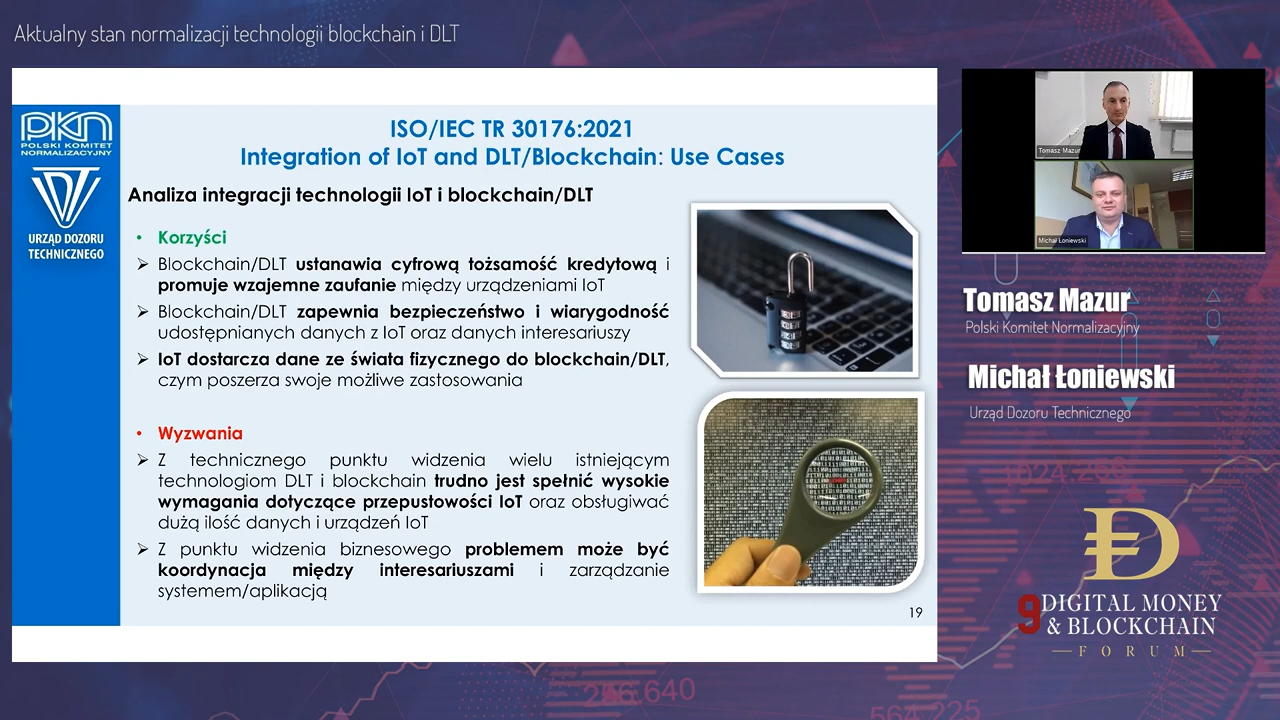 Aktualny stan normalizacji technologii blockchain i DLT
PKN
POLSKI KOMITET
NORMALIZACYJNY
URZĄD DOZORU
TECHNICZNEGO
ISO/IEC TR 30176:2021
Integration of IoT and DLT/Blockchain: Use Cases
Analiza integracji technologii IoT i blockchain/DLT
• Korzyści
➢ Blockchain/DLT ustanawia cyfrową tożsamość kredytową i
promuje wzajemne zaufanie między urządzeniami IoT
➢ Blockchain/DLT zapewnia bezpieczeństwo i wiarygodność
udostępnianych danych z IoT oraz danych interesariuszy
➢ IoT dostarcza dane ze świata fizycznego do blockchain/DLT,
czym poszerza swoje możliwe zastosowania
• Wyzwania
➢ Z technicznego punktu widzenia wielu istniejącym
technologiom DLT i blockchain trudno jest spełnić wysokie
wymagania dotyczące przepustowości IoT oraz obsługiwać
dużą ilość danych i urządzeń IoT
➢ Z punktu widzenia biznesowego problemem może być
koordynacja między interesariuszami i zarządzanie
systemem/aplikacją
19
Tomasz Mazur
Michał Łoniewski
Tomasz Mazur
Polski Komitet Normalizacyjny
Michał Łoniewski
Urząd Dozoru Technicznego
1024.256
9 DIGITAL MONEY
& BLOCKCHAIN
FORUM
256.640
564.225